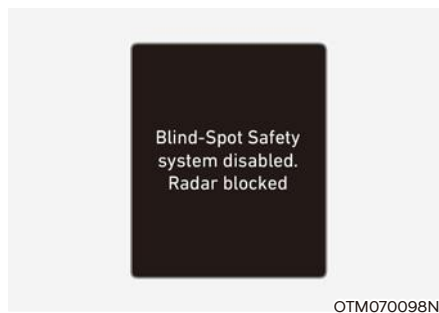 Blind-Spot Safety
system disabled.
Radar blocked
OTM070098N